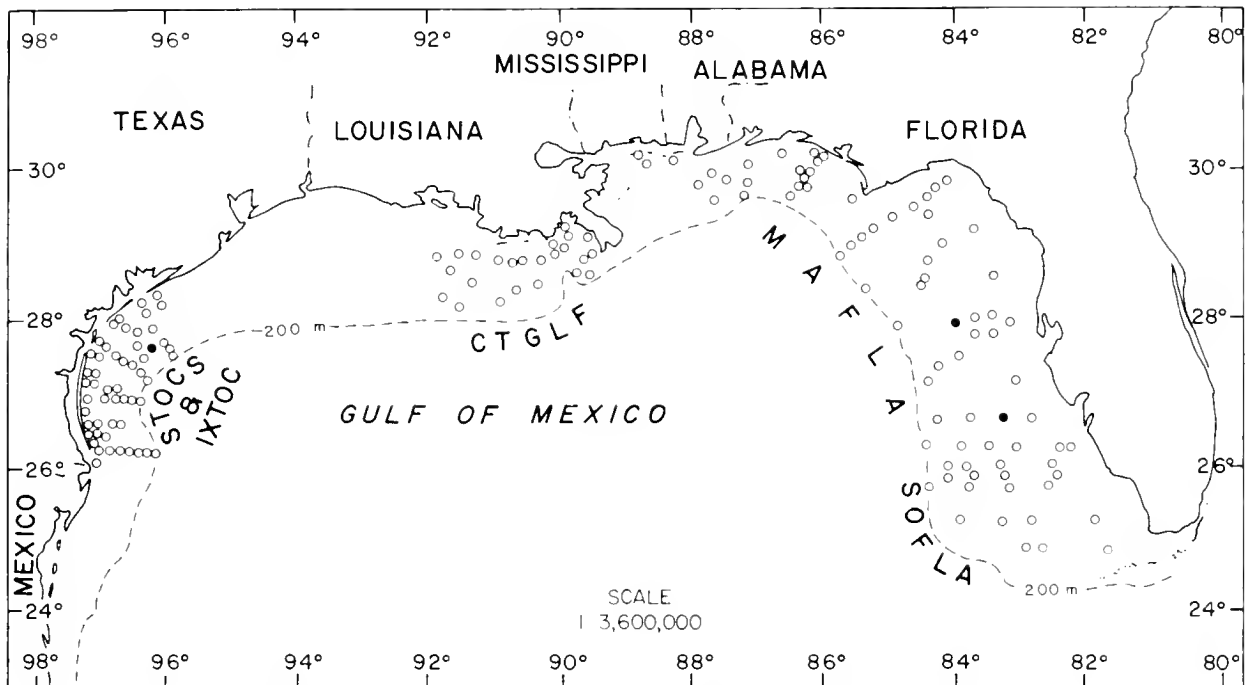 98° 96° 94° 92° 90° 88° 86° 84° 82° 80°
MISSISSIPPI ALABAMA
TEXAS LOUISIANA FLORIDA
30° 30°
MAFLA
28° 200 m 28°
CTGLF
STOCS
&
IXTOC
GULF OF MEXICO
26° 26°
SOFLA
MEXICO
200 m
24° 24°
SCALE
1 3,600,000
98° 96° 94° 92° 90° 88° 86° 84° 82° 80°